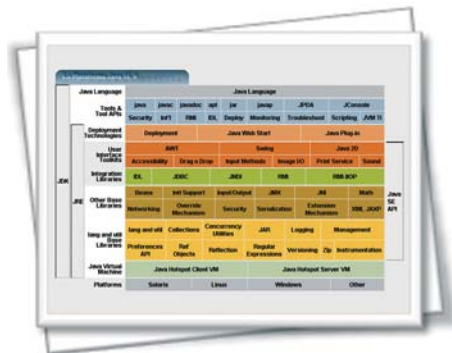 La Plataforma Java SE 6
Java Language Java Language
Tools & Tool APIs
java javac javadoc apt jar javap JPDA JConsole
Security Int'l RMI IDL Deploy Monitoring Troubleshoot Scripting JVM TI
Deployment Technologies
Deployment Java Web Start Java Plug-in
User Interface Toolkits
AWT Swing Java 2D
Accessibility Drag n Drop Input Methods Image I/O Print Service Sound
Integration Libraries
IDL JDBC JNDI RMI RMI-IIOP
Other Base Libraries
Beans Intl Support Input/Output JMX JNI Math
Networking Override Mechanism Security Serialization Extension Mechanism XML JAXP
lang and util Base Libraries
lang and util Collections Concurrency Utilities JAR Logging Management
Preferences API Ref Objects Reflection Regular Expressions Versioning Zip Instrumentation
Java Virtual Machine
Java Hotspot Client VM Java Hotspot Server VM
Platforms Solaris Linux Windows Other
JDK
JRE
Java SE API